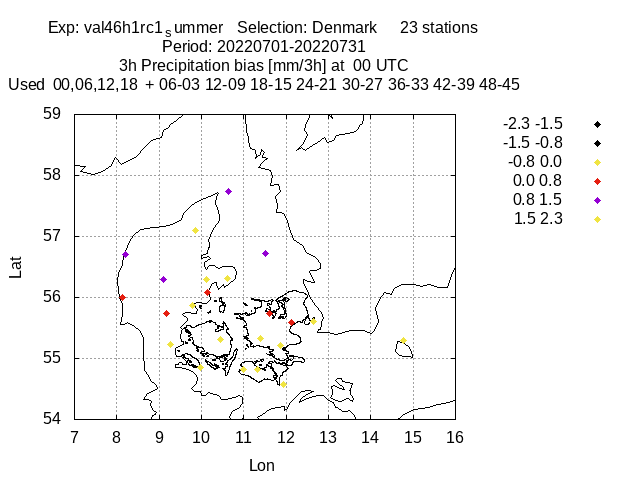 Exp: val46h1rc1summer   Selection: Denmark     23 stations
Period: 20220701-20220731
3h Precipitation bias [mm/3h] at  00 UTC
Used  00,06,12,18  + 06-03 12-09 18-15 24-21 30-27 36-33 42-39 48-45
-2.3 -1.5
-1.5 -0.8
-0.8 0.0
0.0 0.8
0.8 1.5
1.5 2.3
59
58
57
56
55
54
Lat
7 8 9 10 11 12 13 14 15 16
Lon